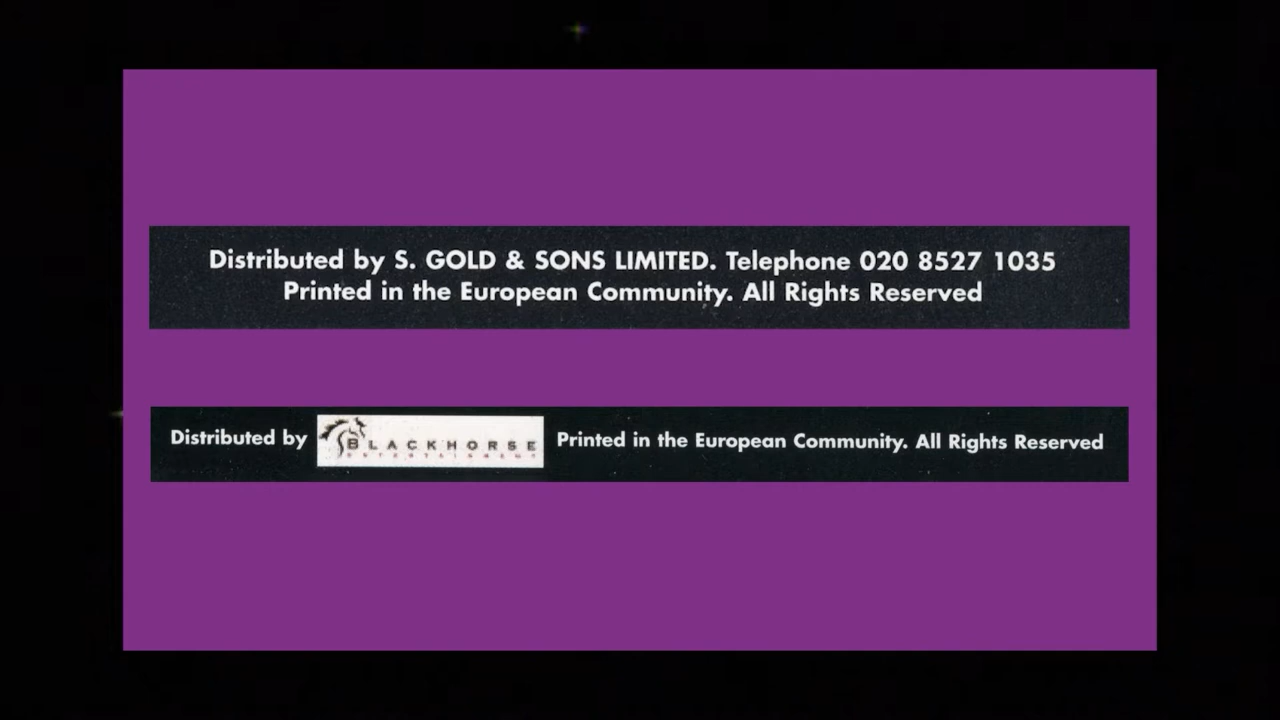 Distributed by S. GOLD & SONS LIMITED. Telephone 020 8527 1035
Printed in the European Community. All Rights Reserved
Distributed by BLACKHORSE Printed in the European Community. All Rights Reserved